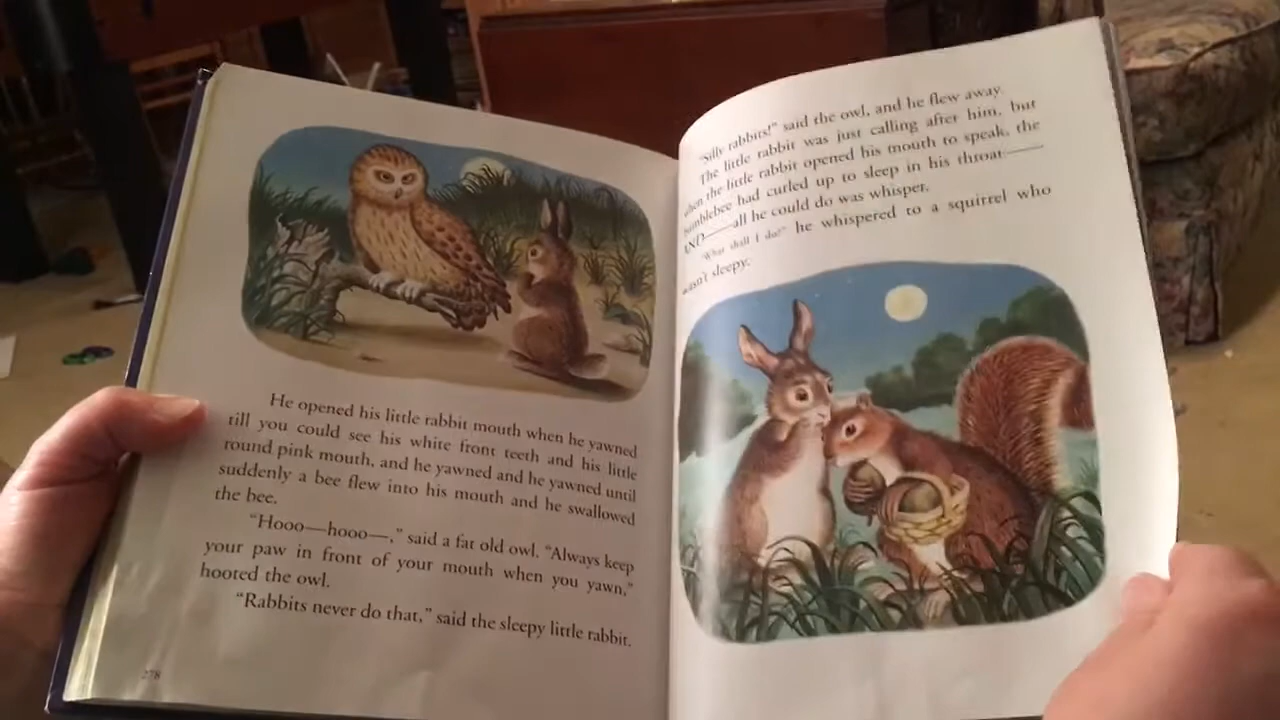 He opened his little rabbit mouth when he yawned
till you could see his white front teeth and his little
round pink mouth, and he yawned and he yawned until
suddenly a bee flew into his mouth and he swallowed
the bee.
"Hooo—hooo—," said a fat old owl. "Always keep
your paw in front of your mouth when you yawn,"
hooted the owl.
"Rabbits never do that," said the sleepy little rabbit.
278
"Silly rabbits!" said the owl, and he flew away.
The little rabbit was just calling after him, but
when the little rabbit opened his mouth to speak, the
bumblebee had curled up to sleep in his throat——
AND——all he could do was whisper.
"What shall I do?" he whispered to a squirrel who
wasn't sleepy.